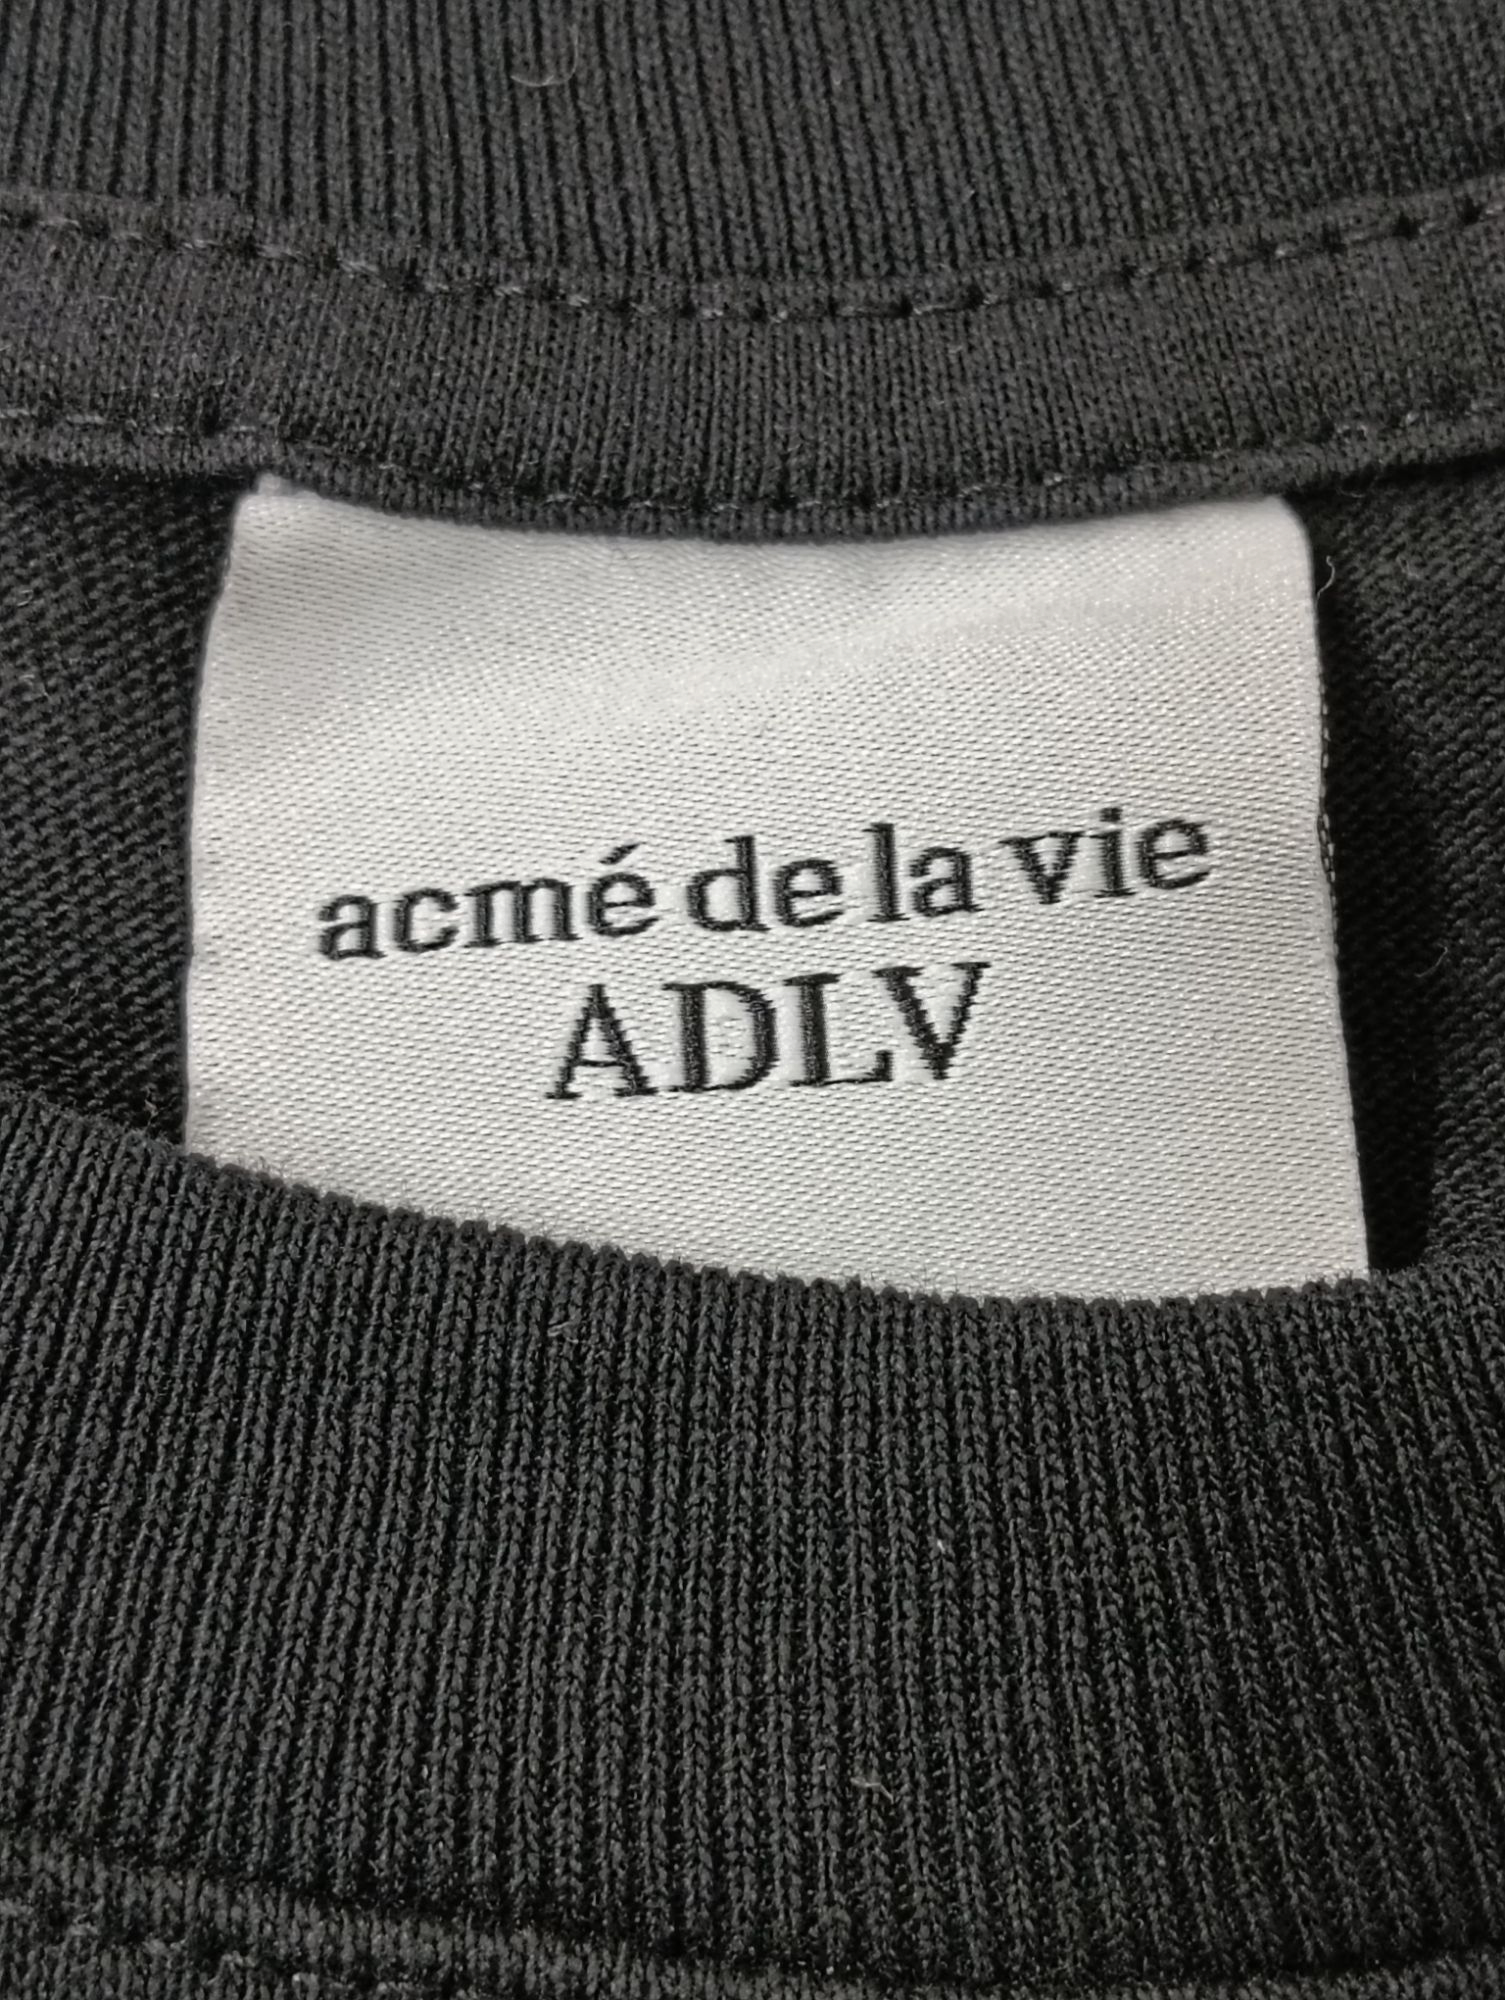 acmé de la vie
ADLV